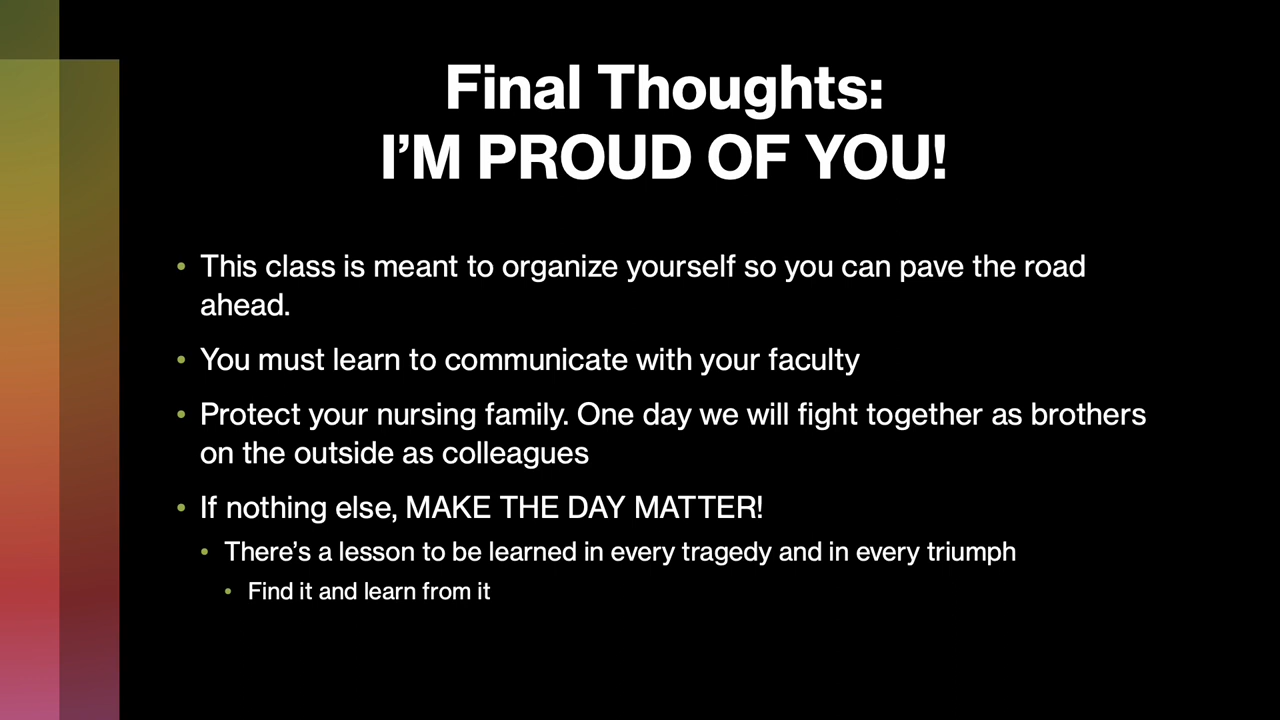 Final Thoughts:
I’M PROUD OF YOU!
• This class is meant to organize yourself so you can pave the road
ahead.
• You must learn to communicate with your faculty
• Protect your nursing family. One day we will fight together as brothers
on the outside as colleagues
• If nothing else, MAKE THE DAY MATTER!
• There’s a lesson to be learned in every tragedy and in every triumph
• Find it and learn from it